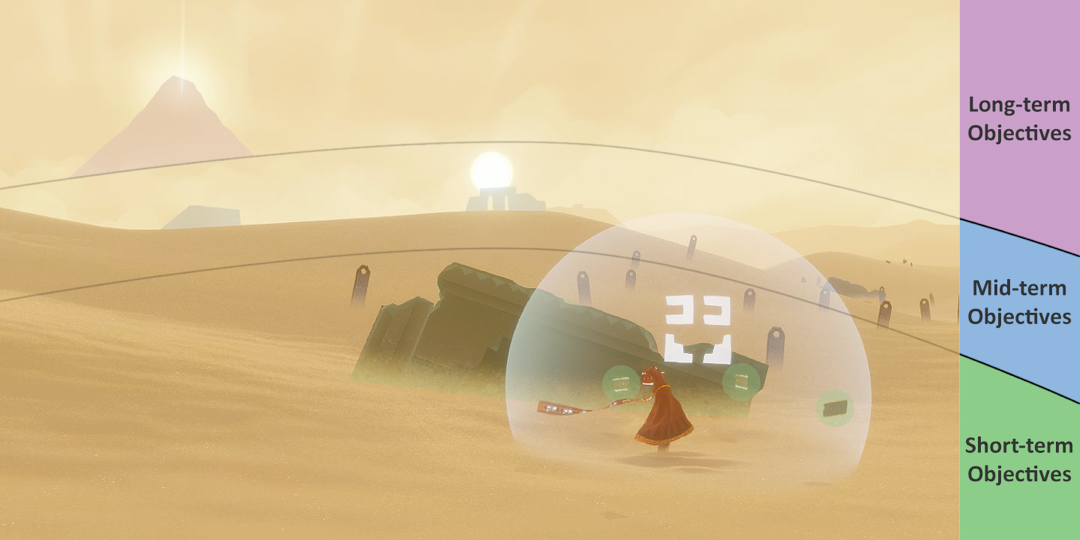 Long-term
Objectives
Mid-term
Objectives
Short-term
Objectives